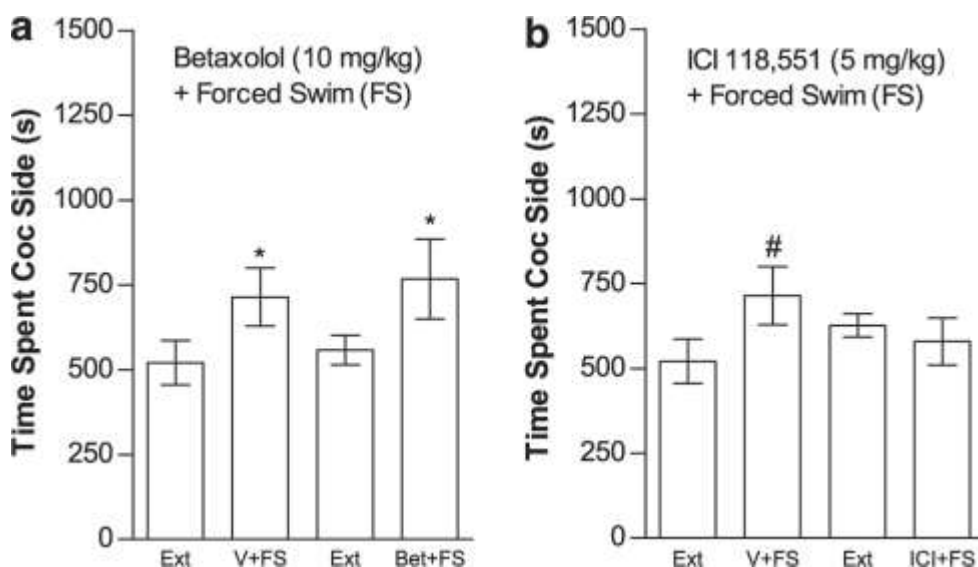 a
Betaxolol (10 mg/kg)
+ Forced Swim (FS)
Time Spent Coc Side (s)
1500
1250
1000
750
500
250
0
*
*
Ext V+FS Ext Bet+FS
b
ICI 118,551 (5 mg/kg)
+ Forced Swim (FS)
Time Spent Coc Side (s)
1500
1250
1000
750
500
250
0
#
Ext V+FS Ext ICI+FS